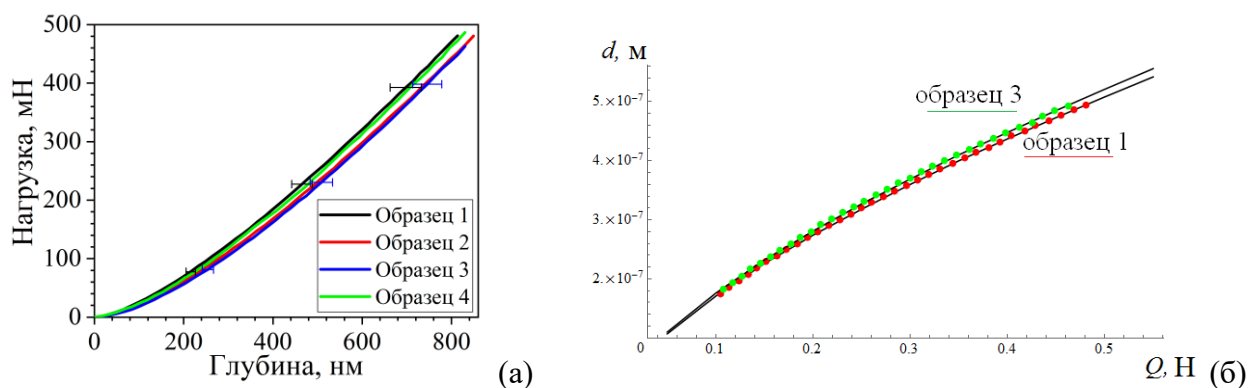 500
400
300
200
100
0
Нагрузка, мН
Образец 1
Образец 2
Образец 3
Образец 4
0 200 400 600 800
Глубина, нм
(а)
d, м
5.×10⁻⁷
4.×10⁻⁷
3.×10⁻⁷
2.×10⁻⁷
образец 3
образец 1
0 0.1 0.2 0.3 0.4 0.5
Q, Н
(б)